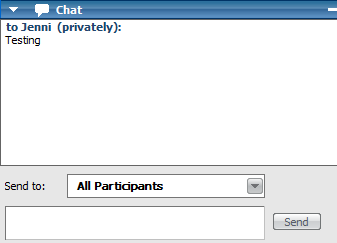 Chat
to Jenni (privately):
Testing
Send to: All Participants
Send